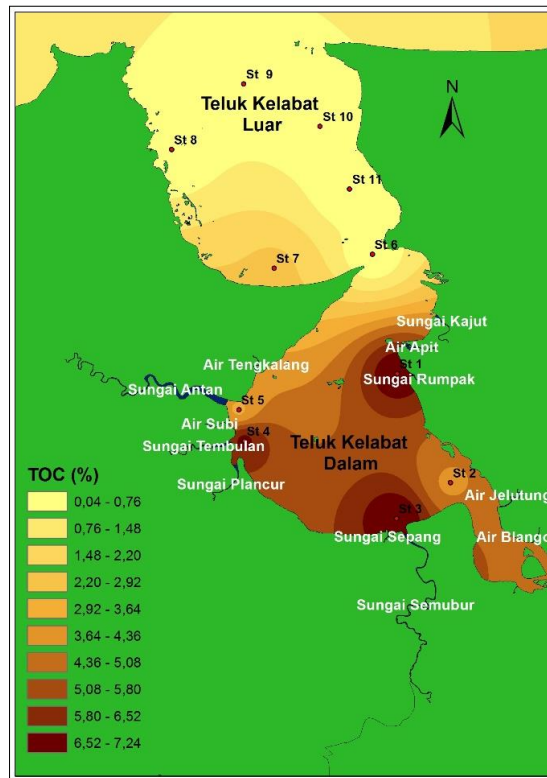 St 9
Teluk Kelabat
Luar
St 10
N
St 8
St 11
St 6
St 7
Sungai Kajut
Air Apit
Air Tengkalang
St 1
Sungai Rumpak
Sungai Antan
St 5
Air Subi
St 4
Sungai Tembulan
Teluk Kelabat
Dalam
St 2
Sungai Plancur
Air Jelutung
St 3
Sungai Sepang
Air Blango
Sungai Semubur
TOC (%)
0,04 - 0,76
0,76 - 1,48
1,48 - 2,20
2,20 - 2,92
2,92 - 3,64
3,64 - 4,36
4,36 - 5,08
5,08 - 5,80
5,80 - 6,52
6,52 - 7,24